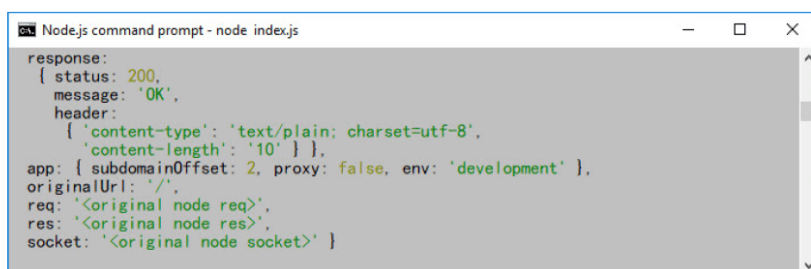 Node.js command prompt - node index.js
response:
{ status: 200,
message: 'OK',
header:
{ 'content-type': 'text/plain; charset=utf-8',
'content-length': '10' } },
app: { subdomainOffset: 2, proxy: false, env: 'development' },
originalUrl: '/',
req: '<original node req>',
res: '<original node res>',
socket: '<original node socket>' }